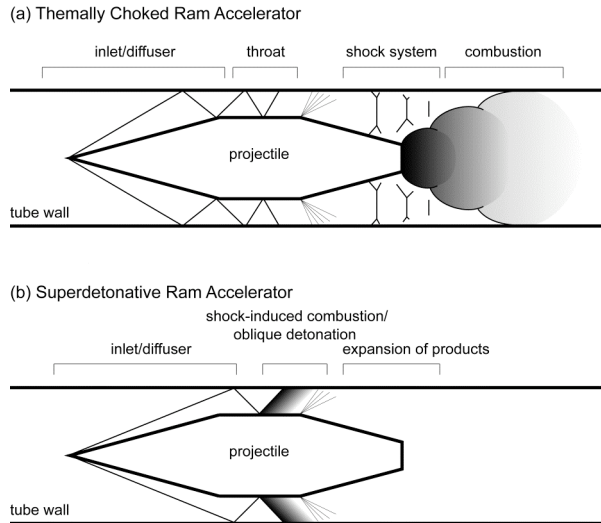 (a) Themally Choked Ram Accelerator
inlet/diffuser
throat
shock system
combustion
projectile
tube wall
(b) Superdetonative Ram Accelerator
shock-induced combustion/
oblique detonation
inlet/diffuser
expansion of products
projectile
tube wall